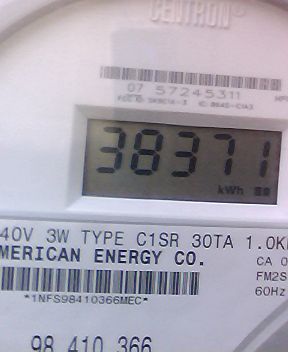 CENTRON®
07 57245311
38371
kWh
40V 3W TYPE C1SR 30TA 1.0K
MERICAN ENERGY CO.
CA 0
FM2S
60Hz
*1NFS98410366MEC*
98 410 366